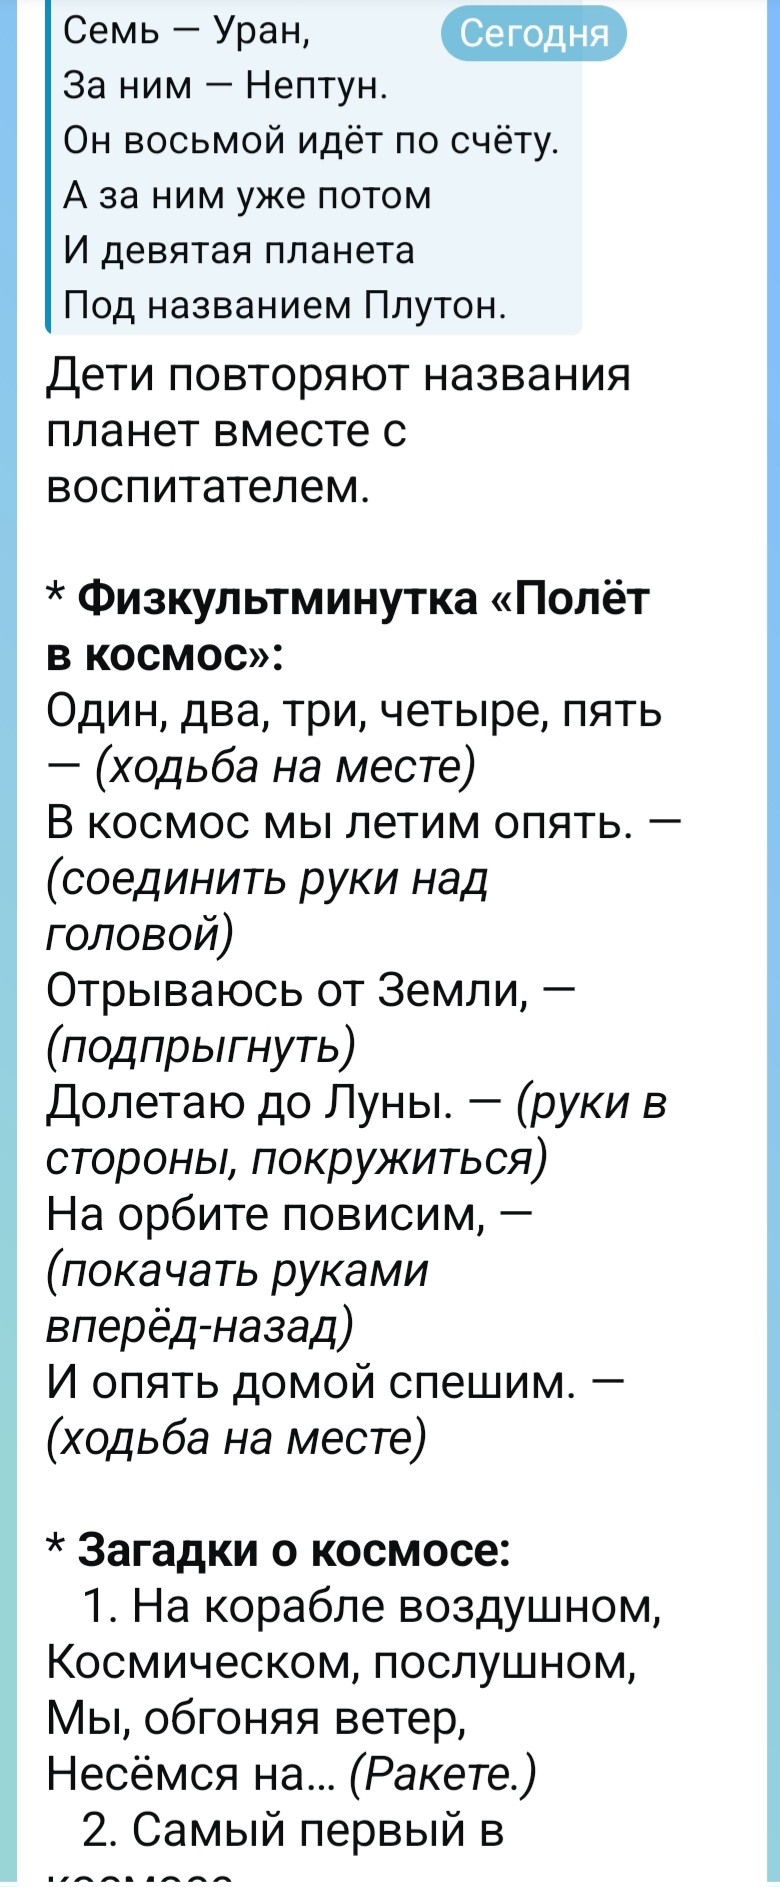 Семь — Уран,
Сегодня
За ним — Нептун.
Он восьмой идёт по счёту.
А за ним уже потом
И девятая планета
Под названием Плутон.
Дети повторяют названия
планет вместе с
воспитателем.
* Физкультминутка «Полёт
в космос»:
Один, два, три, четыре, пять
— (ходьба на месте)
В космос мы летим опять. —
(соединить руки над
головой)
Отрываюсь от Земли, —
(подпрыгнуть)
Долетаю до Луны. — (руки в
стороны, покружиться)
На орбите повисим, —
(покачать руками
вперёд-назад)
И опять домой спешим. —
(ходьба на месте)
* Загадки о космосе:
1. На корабле воздушном,
Космическом, послушном,
Мы, обгоняя ветер,
Несёмся на... (Ракете.)
2. Самый первый в